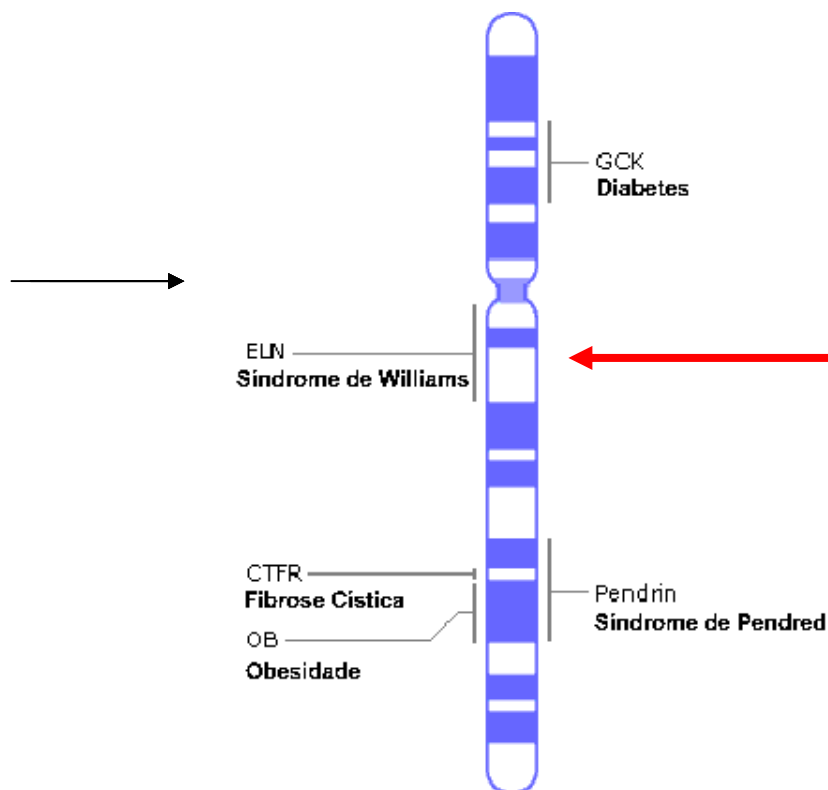 GCK
Diabetes
ELN
Síndrome de Williams
CTFR
Fibrose Cística
OB
Obesidade
Pendrin
Síndrome de Pendred